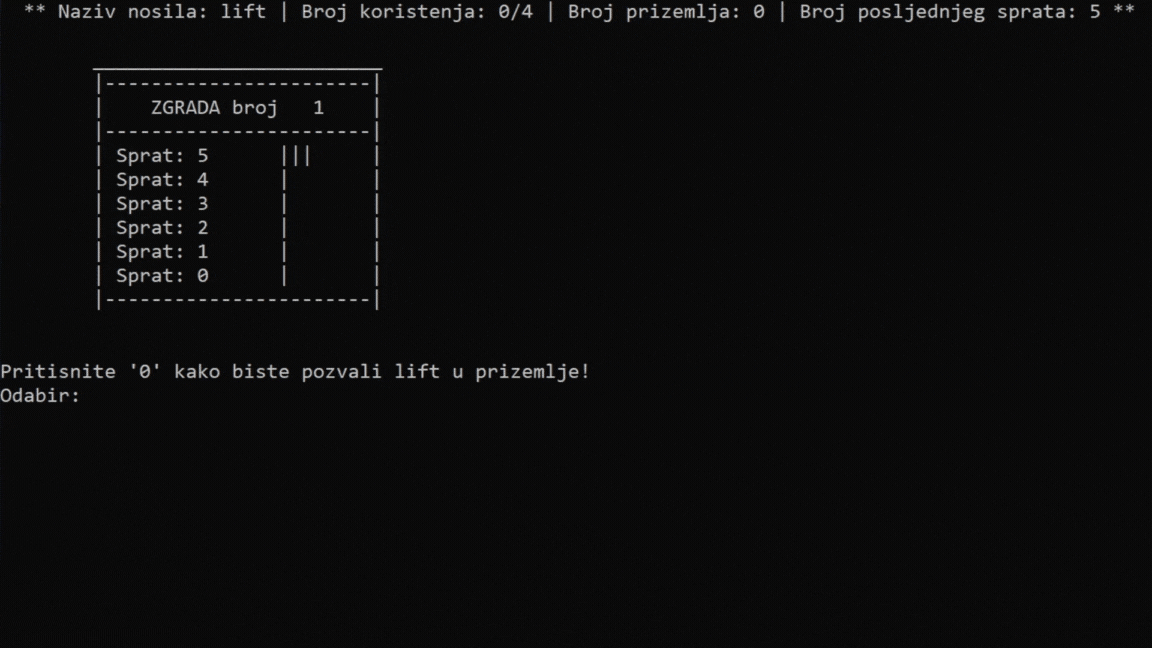 ** Naziv nosila: lift | Broj koristenja: 0/4 | Broj prizemlja: 0 | Broj posljednjeg sprata: 5 **
_________________________
|-----------------------|
|    ZGRADA broj   1    |
|-----------------------|
| Sprat: 5      |||     |
| Sprat: 4      |       |
| Sprat: 3      |       |
| Sprat: 2      |       |
| Sprat: 1      |       |
| Sprat: 0      |       |
|-----------------------|
Pritisnite '0' kako biste pozvali lift u prizemlje!
Odabir: